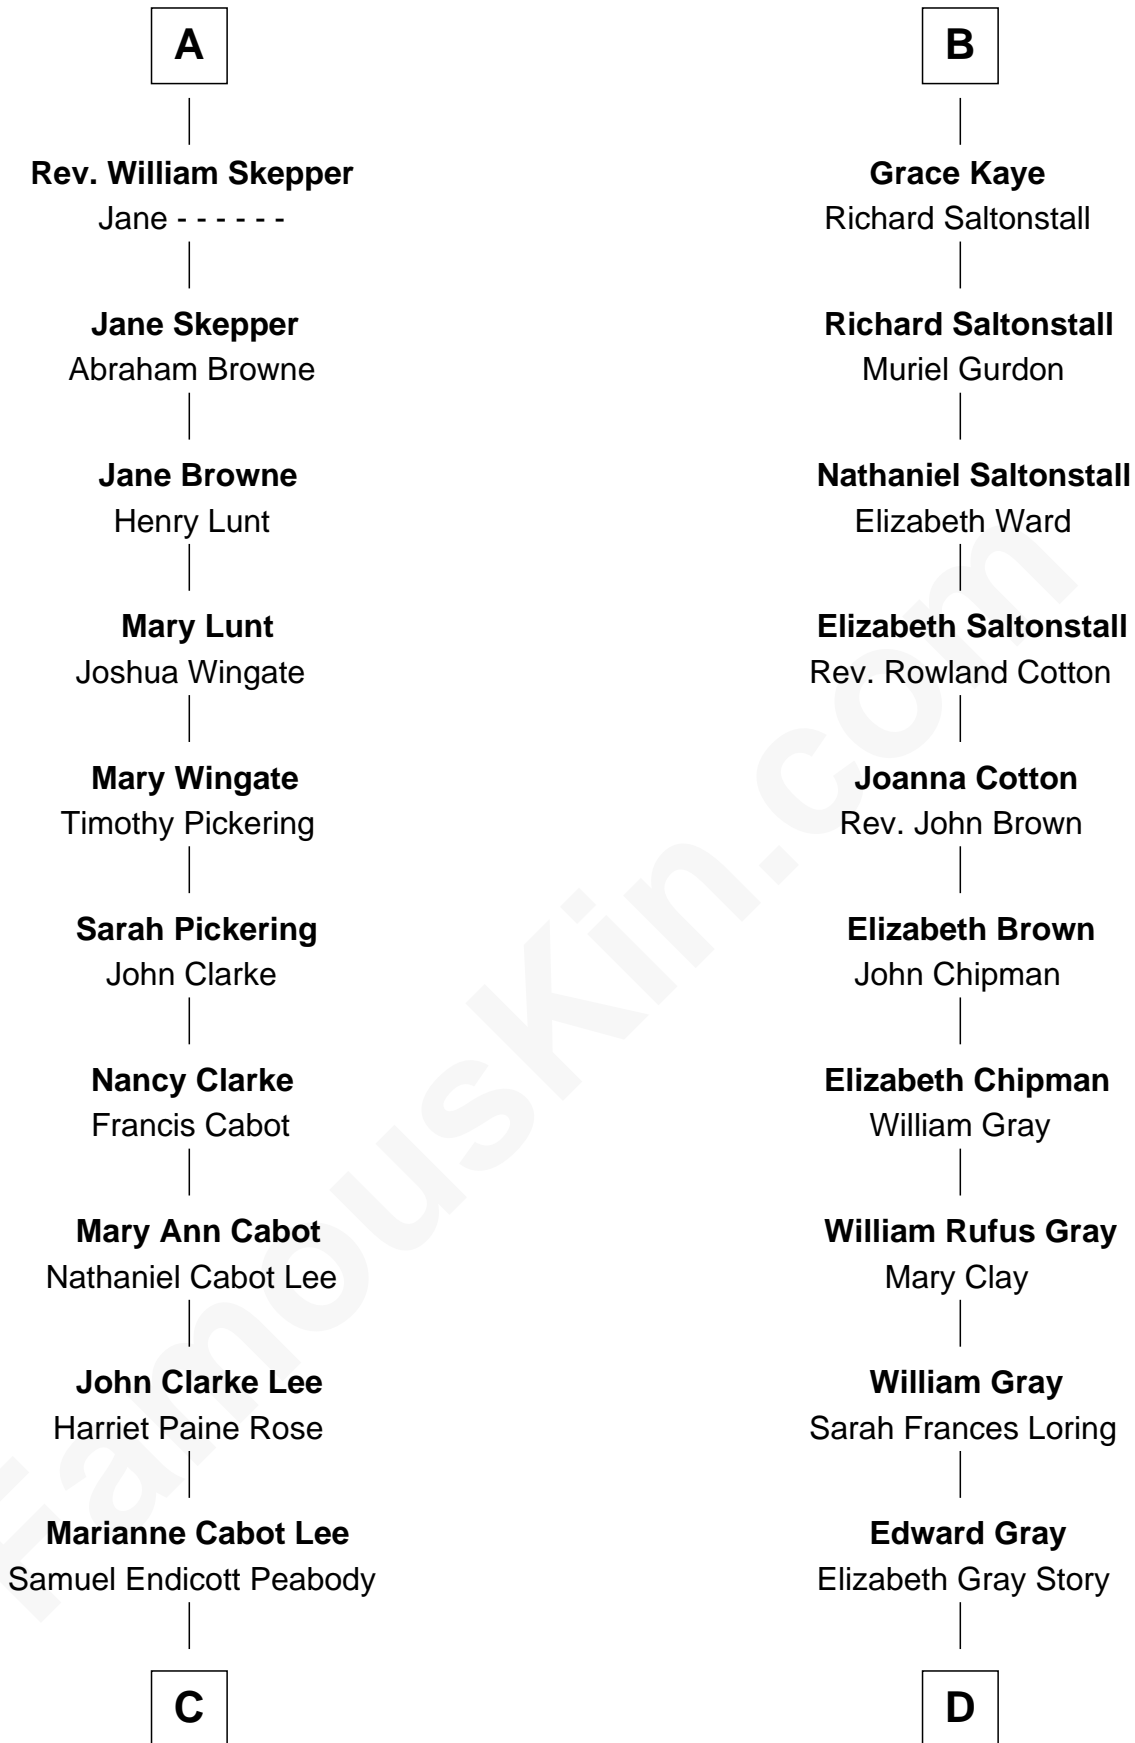 A
Rev. William Skepper
Jane - - - - - -
Jane Skepper
Abraham Browne
Jane Browne
Henry Lunt
Mary Lunt
Joshua Wingate
Mary Wingate
Timothy Pickering
Sarah Pickering
John Clarke
Nancy Clarke
Francis Cabot
Mary Ann Cabot
Nathaniel Cabot Lee
John Clarke Lee
Harriet Paine Rose
Marianne Cabot Lee
Samuel Endicott Peabody
C
B
Grace Kaye
Richard Saltonstall
Richard Saltonstall
Muriel Gurdon
Nathaniel Saltonstall
Elizabeth Ward
Elizabeth Saltonstall
Rev. Rowland Cotton
Joanna Cotton
Rev. John Brown
Elizabeth Brown
John Chipman
Elizabeth Chipman
William Gray
William Rufus Gray
Mary Clay
William Gray
Sarah Frances Loring
Edward Gray
Elizabeth Gray Story
D
FamousKin.com